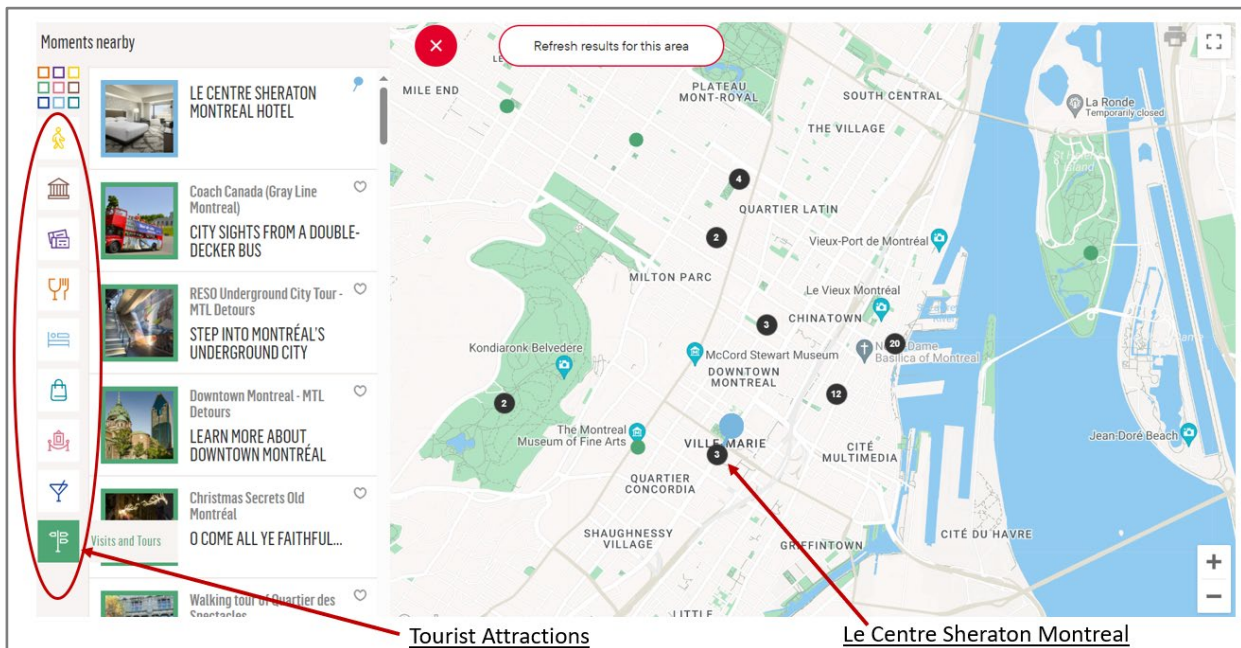 Moments nearby
LE CENTRE SHERATON
MONTREAL HOTEL
Coach Canada (Gray Line
Montreal)
CITY SIGHTS FROM A DOUBLE-
DECKER BUS
RESO Underground City Tour -
MTL Detours
STEP INTO MONTRÉAL'S
UNDERGROUND CITY
Downtown Montreal - MTL
Detours
LEARN MORE ABOUT
DOWNTOWN MONTRÉAL
Christmas Secrets Old
Montréal
O COME ALL YE FAITHFUL...
Visits and Tours
Walking tour of Quartier des
Spectacles
Refresh results for this area
MILE END
PLATEAU
MONT-ROYAL
SOUTH CENTRAL
La Ronde
Temporarily closed
THE VILLAGE
4
QUARTIER LATIN
2
Vieux-Port de Montréal
MILTON PARC
Le Vieux Montréal
3
CHINATOWN
20
Kondiaronk Belvedere
McCord Stewart Museum
Basilica of Montreal
DOWNTOWN
MONTREAL
2
12
The Montreal
Museum of Fine Arts
VILLE-MARIE
3
CITÉ
MULTIMEDIA
Jean-Doré Beach
QUARTIER
CONCORDIA
SHAUGHNESSY
VILLAGE
GRIFFINTOWN
CITÉ DU HAVRE
LITTLE
+
−
Tourist Attractions
Le Centre Sheraton Montreal